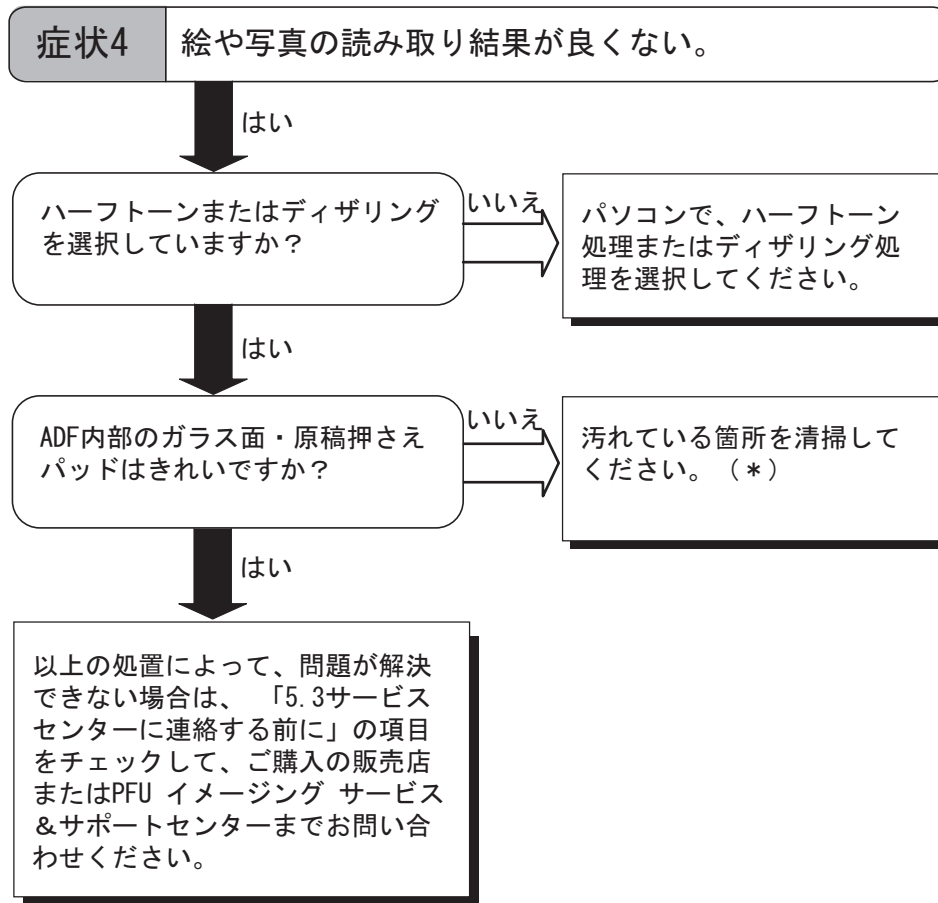 症状4 絵や写真の読み取り結果が良くない。
はい
ハーフトーンまたはディザリング
を選択していますか？
いいえ
パソコンで、ハーフトーン
処理またはディザリング処
理を選択してください。
はい
ADF内部のガラス面・原稿押さえ
パッドはきれいですか？
いいえ
汚れている箇所を清掃して
ください。（＊）
はい
以上の処置によって、問題が解決
できない場合は、 「5.3サービス
センターに連絡する前に」の項目
をチェックして、ご購入の販売店
またはPFU イメージング サービス
＆サポートセンターまでお問い合
わせください。